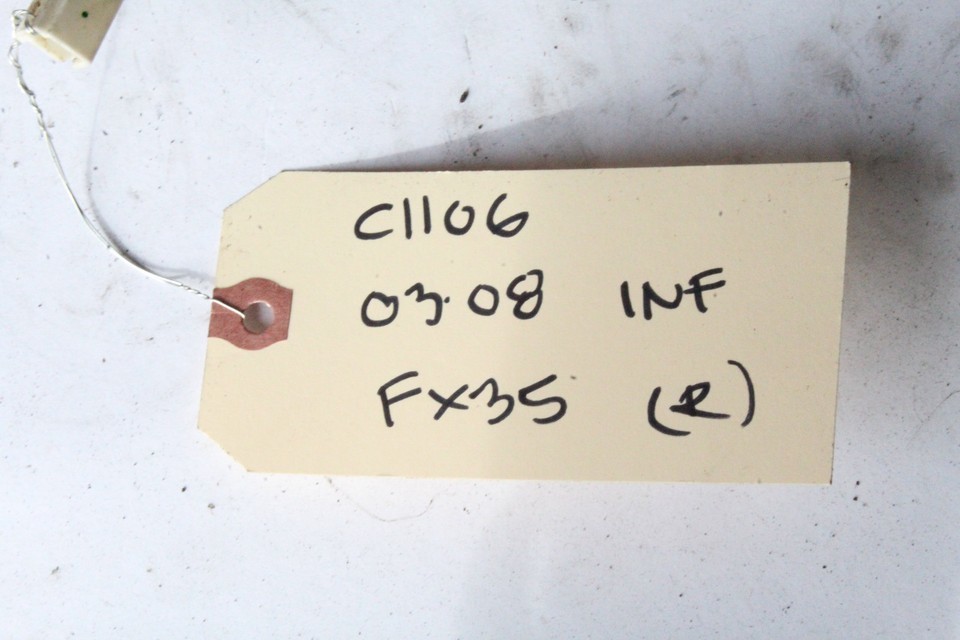 C1106
03.08 INF
FX35 (R)